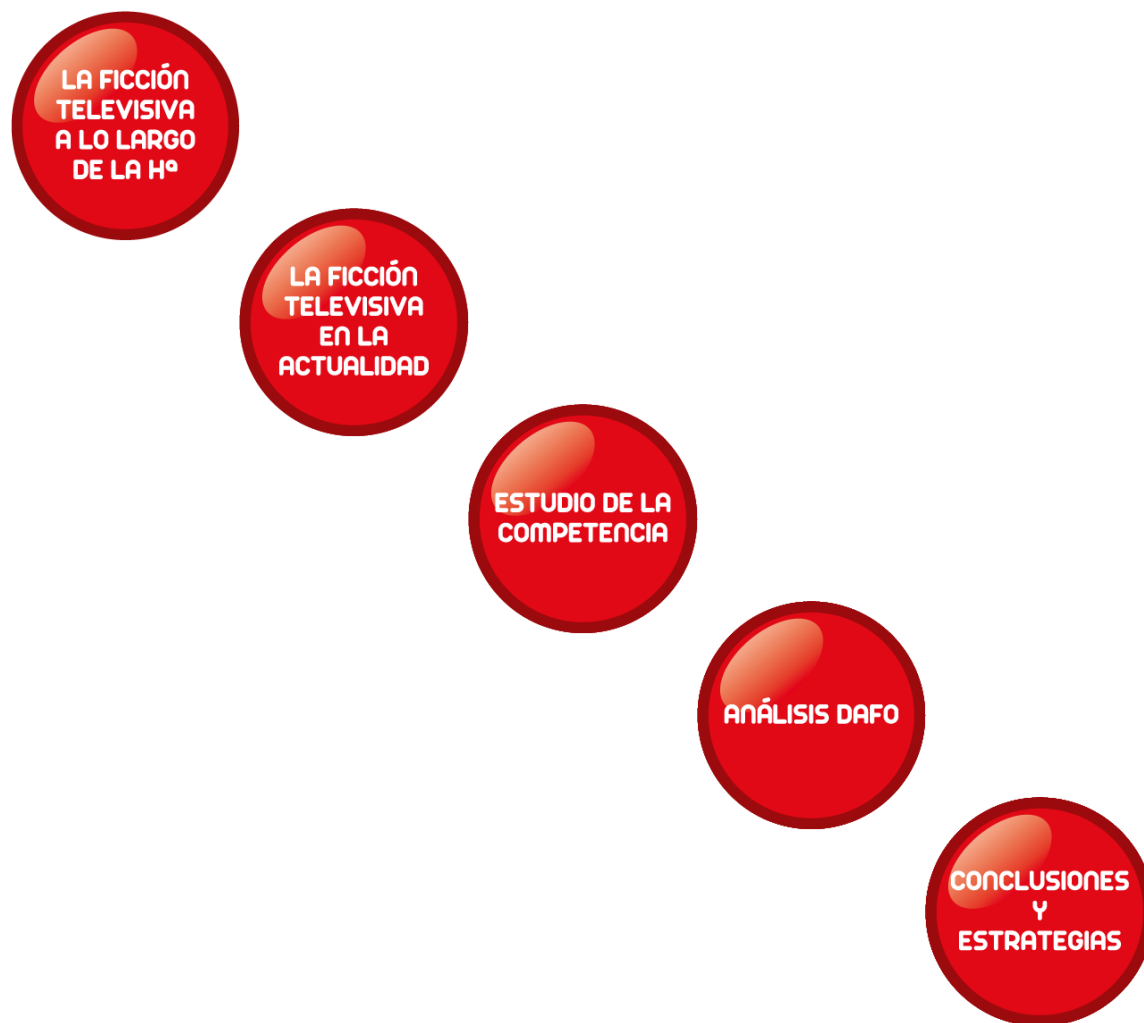 LA FICCIÓN
TELEVISIVA
A LO LARGO
DE LA Hª
LA FICCIÓN
TELEVISIVA
EN LA
ACTUALIDAD
ESTUDIO DE LA
COMPETENCIA
ANÁLISIS DAFO
CONCLUSIONES
Y
ESTRATEGIAS